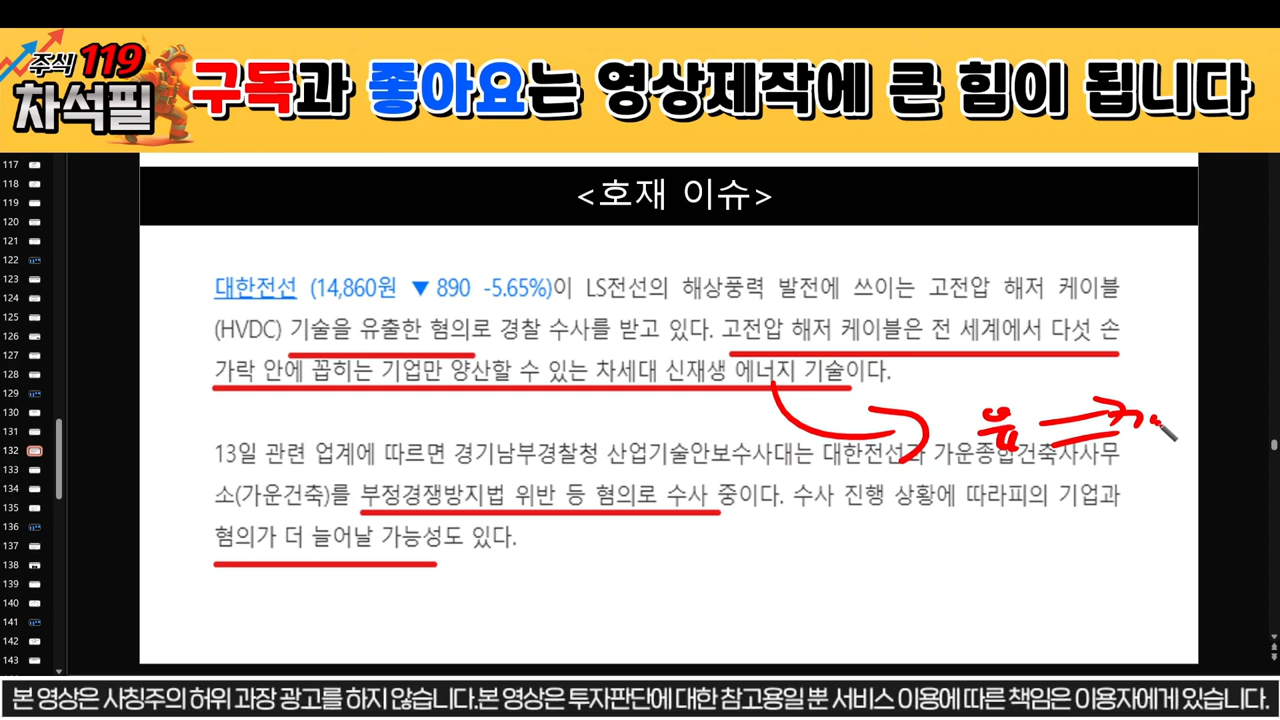 주식 119
차석필
구독과 좋아요는 영상제작에 큰 힘이 됩니다
117
118
119
120
121
122
123
124
125
126
127
128
129
130
131
132
133
134
135
136
137
138
139
140
141
142
143
<호재 이슈>
대한전선 (14,860원 ▼ 890 -5.65%)이 LS전선의 해상풍력 발전에 쓰이는 고전압 해저 케이블
(HVDC) 기술을 유출한 혐의로 경찰 수사를 받고 있다. 고전압 해저 케이블은 전 세계에서 다섯 손
가락 안에 꼽히는 기업만 양산할 수 있는 차세대 신재생 에너지 기술이다.
13일 관련 업계에 따르면 경기남부경찰청 산업기술안보수사대는 대한전선과 가운종합건축사사무
소(가운건축)를 부정경쟁방지법 위반 등 혐의로 수사 중이다. 수사 진행 상황에 따라피의 기업과
혐의가 더 늘어날 가능성도 있다.
본 영상은 사칭주의 허위 과장 광고를 하지 않습니다.본 영상은 투자판단에 대한 참고용일 뿐 서비스 이용에 따른 책임은 이용자에게 있습니다.